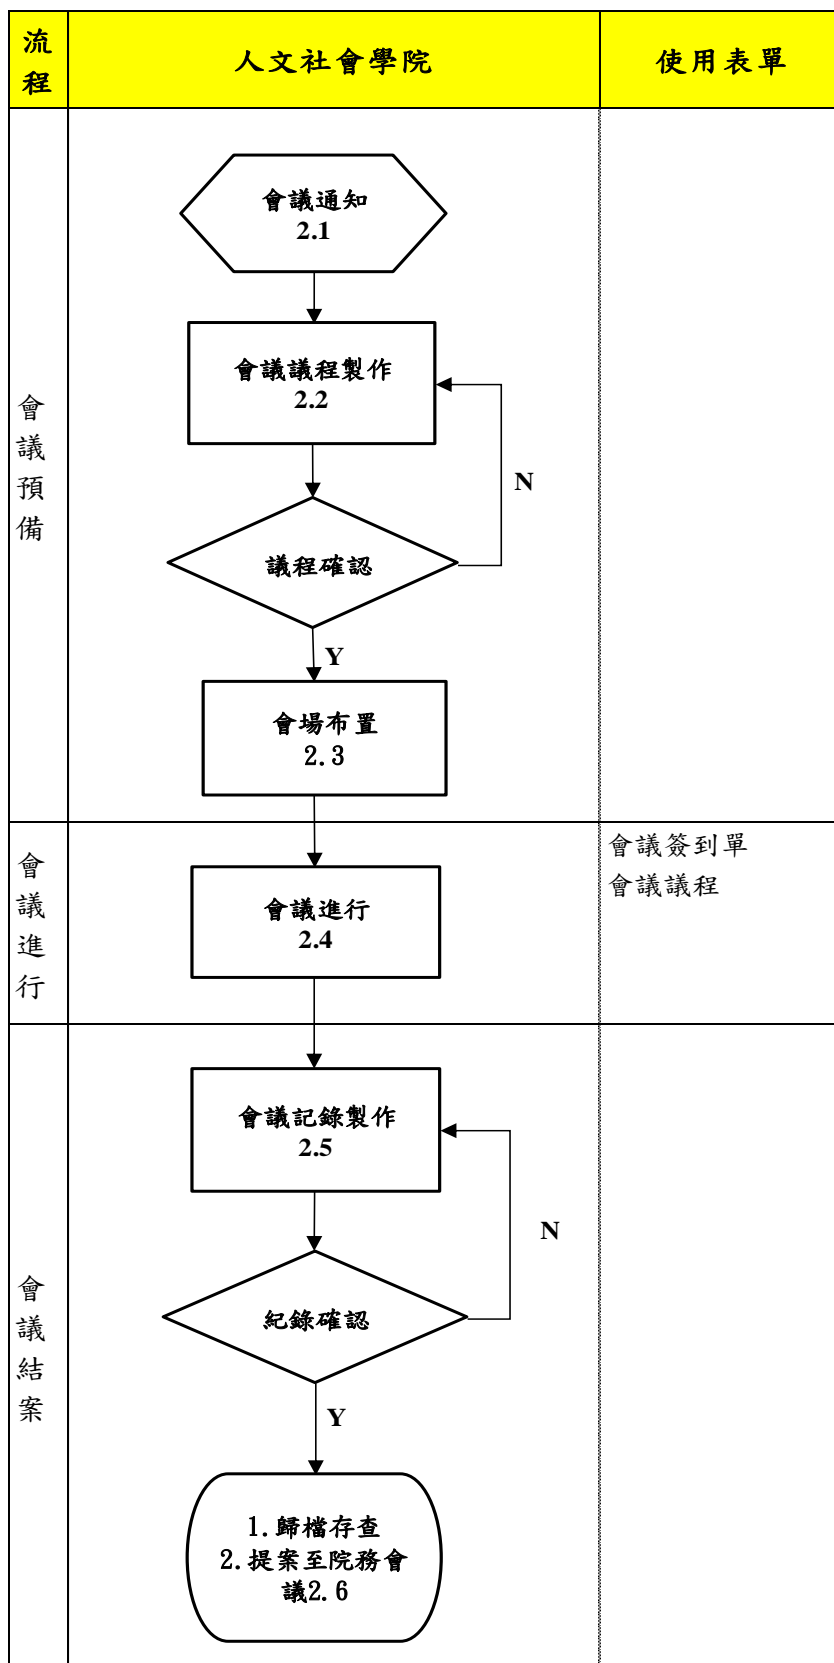 流程
人文社會學院
使用表單
會議預備
會議通知
2.1
會議議程製作
2.2
N
議程確認
Y
會場布置
2.3
會議進行
會議簽到單
會議議程
會議進行
2.4
會議結案
會議記錄製作
2.5
N
紀錄確認
Y
1.歸檔存查
2.提案至院務會
議2.6